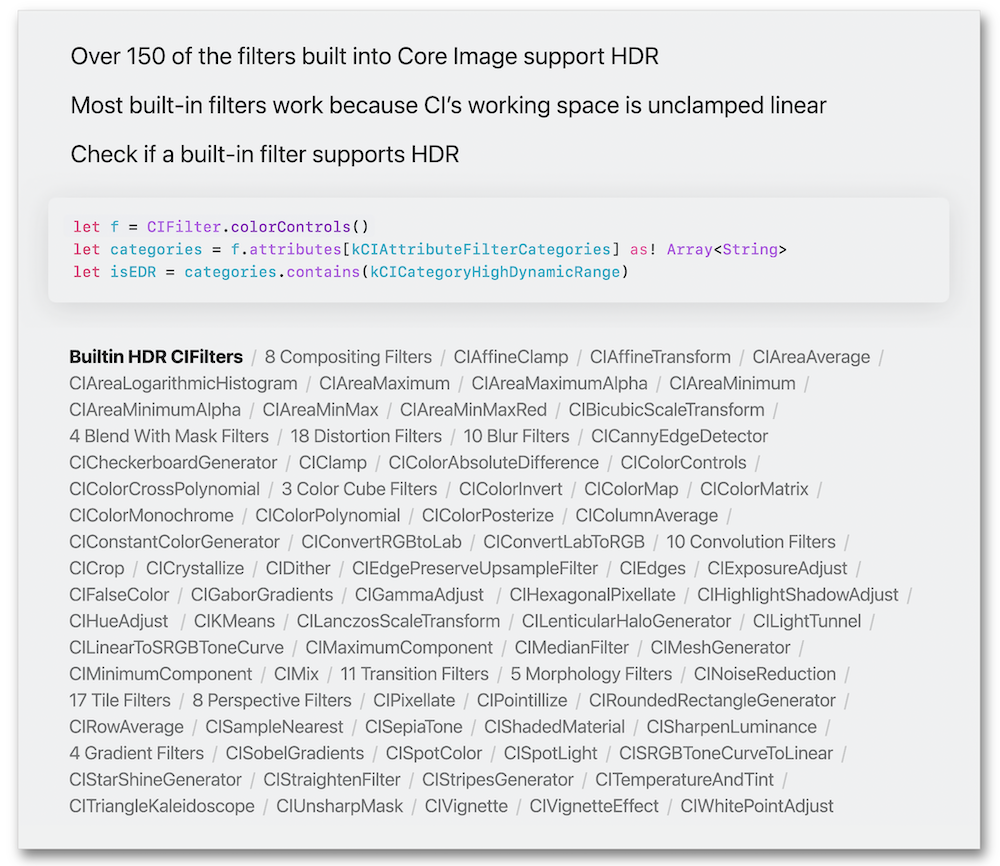 Over 150 of the filters built into Core Image support HDR
Most built-in filters work because CI’s working space is unclamped linear
Check if a built-in filter supports HDR
let f = CIFilter.colorControls()
let categories = f.attributes[kCIAttributeFilterCategories] as! Array<String>
let isEDR = categories.contains(kCICategoryHighDynamicRange)
Builtin HDR CIFilters / 8 Compositing Filters / CIAffineClamp / CIAffineTransform / CIAreaAverage /
CIAreaLogarithmicHistogram / CIAreaMaximum / CIAreaMaximumAlpha / CIAreaMinimum /
CIAreaMinimumAlpha / CIAreaMinMax / CIAreaMinMaxRed / CIBicubicScaleTransform /
4 Blend With Mask Filters / 18 Distortion Filters / 10 Blur Filters / CICannyEdgeDetector
CICheckerboardGenerator / CIClamp / CIColorAbsoluteDifference / CIColorControls /
CIColorCrossPolynomial / 3 Color Cube Filters / CIColorInvert / CIColorMap / CIColorMatrix /
CIColorMonochrome / CIColorPolynomial / CIColorPosterize / CIColumnAverage /
CIConstantColorGenerator / CIConvertRGBtoLab / CIConvertLabToRGB / 10 Convolution Filters /
CICrop / CICrystallize / CIDither / CIEdgePreserveUpsampleFilter / CIEdges / CIExposureAdjust /
CIFalseColor / CIGaborGradients / CIGammaAdjust / CIHexagonalPixellate / CIHighlightShadowAdjust /
CIHueAdjust / CIKMeans / CILanczosScaleTransform / CILenticularHaloGenerator / CILightTunnel /
CILinearToSRGBToneCurve / CIMaximumComponent / CIMedianFilter / CIMeshGenerator /
CIMinimumComponent / CIMix / 11 Transition Filters / 5 Morphology Filters / CINoiseReduction /
17 Tile Filters / 8 Perspective Filters / CIPixellate / CIPointillize / CIRoundedRectangleGenerator /
CIRowAverage / CISampleNearest / CISepiaTone / CIShadedMaterial / CISharpenLuminance /
4 Gradient Filters / CISobelGradients / CISpotColor / CISpotLight / CISRGBToneCurveToLinear /
CIStarShineGenerator / CIStraightenFilter / CIStripesGenerator / CITemperatureAndTint /
CITriangleKaleidoscope / CIUnsharpMask / CIVignette / CIVignetteEffect / CIWhitePointAdjust